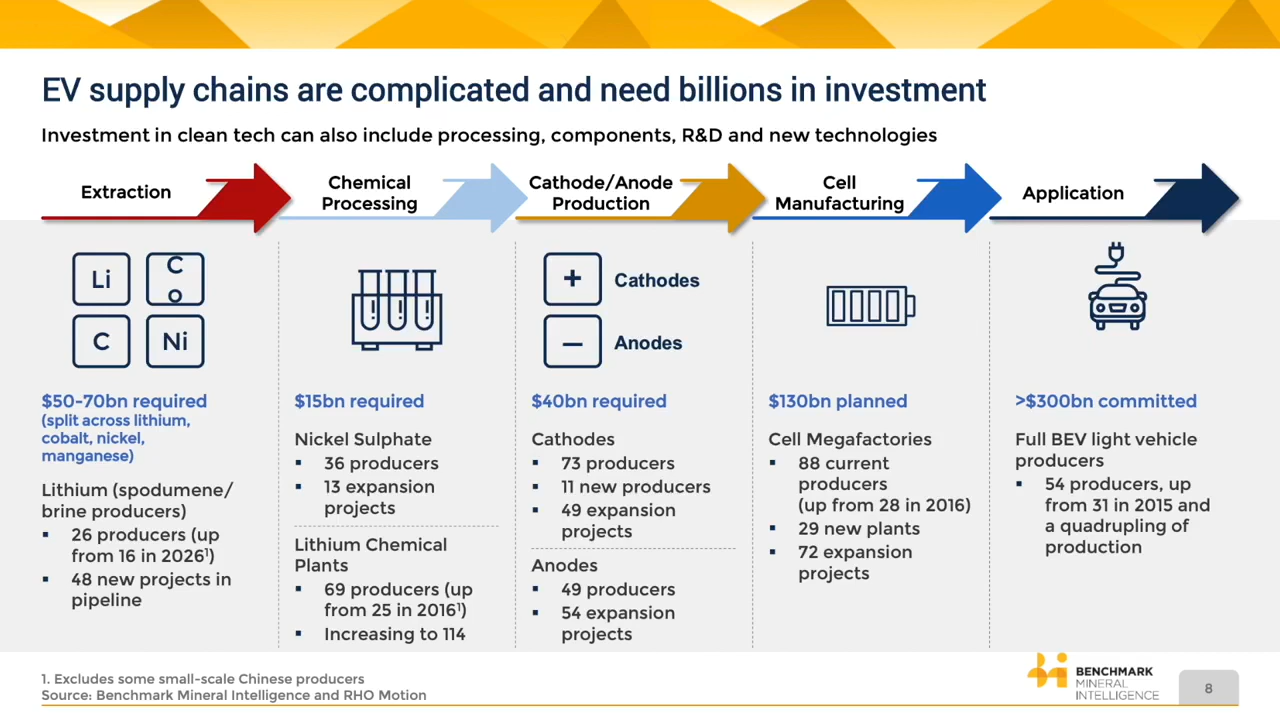 EV supply chains are complicated and need billions in investment
Investment in clean tech can also include processing, components, R&D and new technologies
Extraction
Chemical
Processing
Cathode/Anode
Production
Cell
Manufacturing
Application
Li
C
o
C
Ni
+
Cathodes
–
Anodes
$50-70bn required
(split across lithium,
cobalt, nickel,
manganese)
Lithium (spodumene/
brine producers)
▪ 26 producers (up
from 16 in 2026¹)
▪ 48 new projects in
pipeline
$15bn required
Nickel Sulphate
▪ 36 producers
▪ 13 expansion
projects
Lithium Chemical
Plants
▪ 69 producers (up
from 25 in 2016¹)
▪ Increasing to 114
$40bn required
Cathodes
▪ 73 producers
▪ 11 new producers
▪ 49 expansion
projects
Anodes
▪ 49 producers
▪ 54 expansion
projects
$130bn planned
Cell Megafactories
▪ 88 current
producers
(up from 28 in 2016)
▪ 29 new plants
▪ 72 expansion
projects
>$300bn committed
Full BEV light vehicle
producers
▪ 54 producers, up
from 31 in 2015 and
a quadrupling of
production
1. Excludes some small-scale Chinese producers
Source: Benchmark Mineral Intelligence and RHO Motion
BENCHMARK
MINERAL
INTELLIGENCE
8